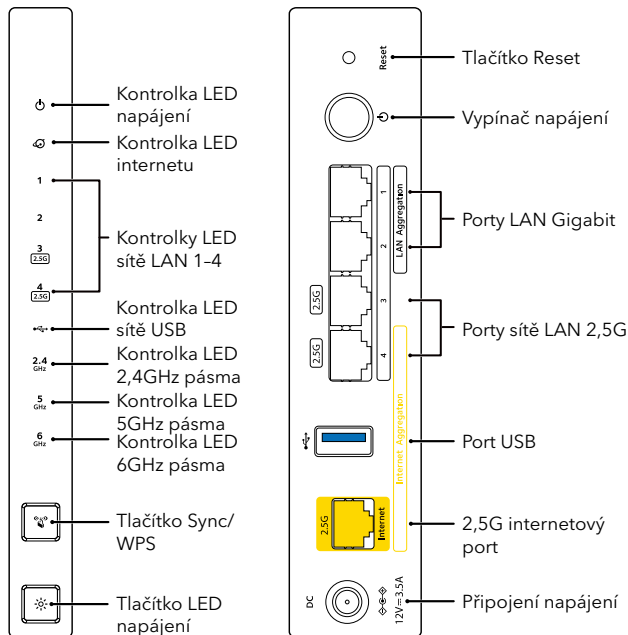 Kontrolka LED
napájení
Kontrolka LED
internetu
1
2
3
2.5G
4
2.5G
Kontrolky LED
sítě LAN 1–4
Kontrolka LED
sítě USB
2.4
GHz
Kontrolka LED
2,4GHz pásma
5
GHz
Kontrolka LED
5GHz pásma
6
GHz
Kontrolka LED
6GHz pásma
Tlačítko Sync/
WPS
Tlačítko LED
napájení
Reset
Tlačítko Reset
Vypínač napájení
1
2
LAN Aggregation
Porty LAN Gigabit
2.5G
3
2.5G
4
Porty sítě LAN 2,5G
Internet Aggregation
Port USB
2.5G
Internet
2,5G internetový
port
DC
12V⎓3.5A
Připojení napájení